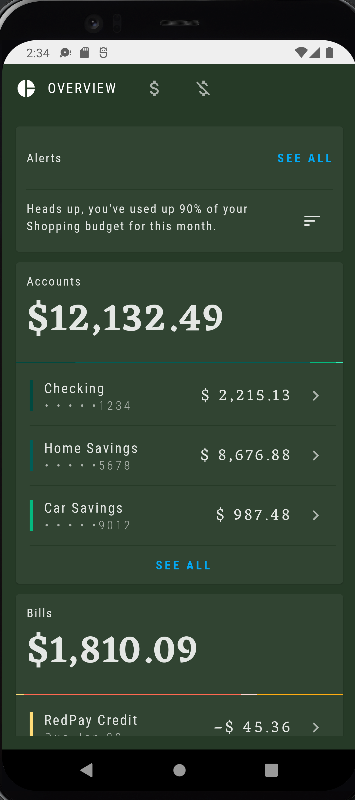 2:34
OVERVIEW
Alerts
SEE ALL
Heads up, you've used up 90% of your
Shopping budget for this month.
Accounts
$12,132.49
Checking
$ 2,215.13
• • • • •1234
Home Savings
$ 8,676.88
• • • • •5678
Car Savings
$ 987.48
• • • • •9012
SEE ALL
Bills
$1,810.09
RedPay Credit
–$ 45.36